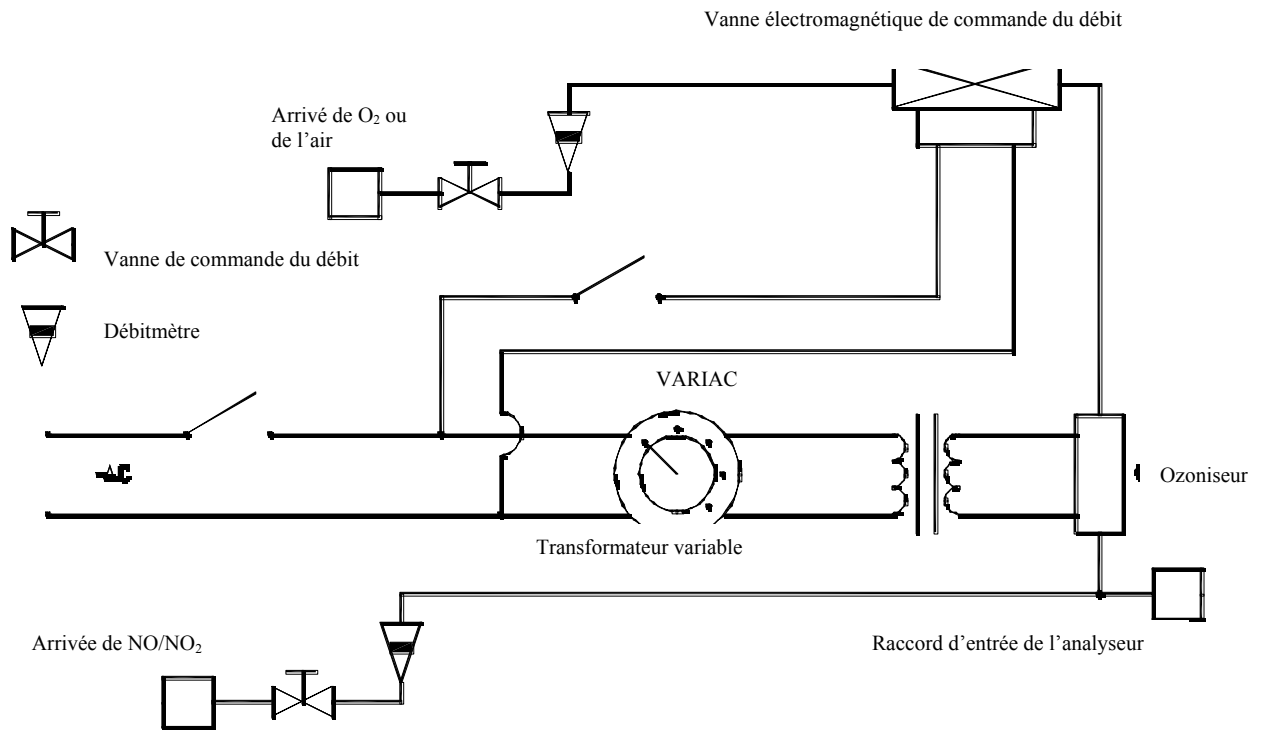 Vanne électromagnétique de commande du débit
Arrivé de O₂ ou
de l'air
Vanne de commande du débit
Débitmètre
VARIAC
AC
Ozoniseur
Transformateur variable
Arrivée de NO/NO₂
Raccord d'entrée de l'analyseur